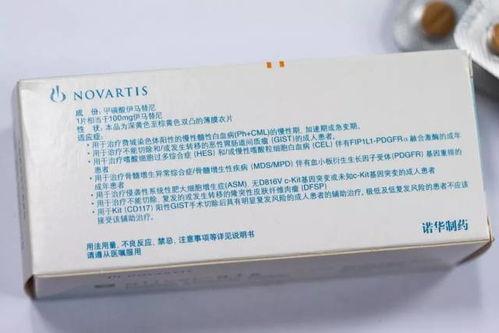 NOVARTIS
成 份：甲磺酸伊马替尼
1片相当于100mg伊马替尼
性 状：本品为深黄色至棕黄色双凸的薄膜衣片
适应症：
• 用于治疗费城染色体阳性的慢性髓性白血病(Ph+CML)的慢性期、加速期或急变期。
• 用于治疗不能切除和/或发生转移的恶性胃肠道间质瘤(GIST)的成人患者。
• 用于治疗嗜酸细胞过多综合症(HES) 和/或慢性嗜酸粒细胞白血病(CEL) 伴有FIP1L1-PDGFRα 融合激酶的成年
患者
• 用于治疗骨髓增生异常综合症/骨髓增生性疾病 (MDS/MPD) 伴有血小板衍生生长因子受体 (PDGFR) 基因重排的
成年患者
• 用于治疗侵袭性系统性肥大细胞增生症(ASM)，无D816V c-Kit基因突变或未知c-Kit基因突变的成人患者
• 用于治疗不能切除，复发的或发生转移的隆突性皮肤纤维肉瘤 (DFSP)
• 用于Kit (CD117) 阳性GIST手术切除后具有明显复发风险的成人患者的辅助治疗。极低及低复发风险的患者不应该
接受该辅助治疗。
用法用量、不良反应、禁忌、注意事项等详见说明书
请遵从医嘱服用
诺华制药
NOVARTIS